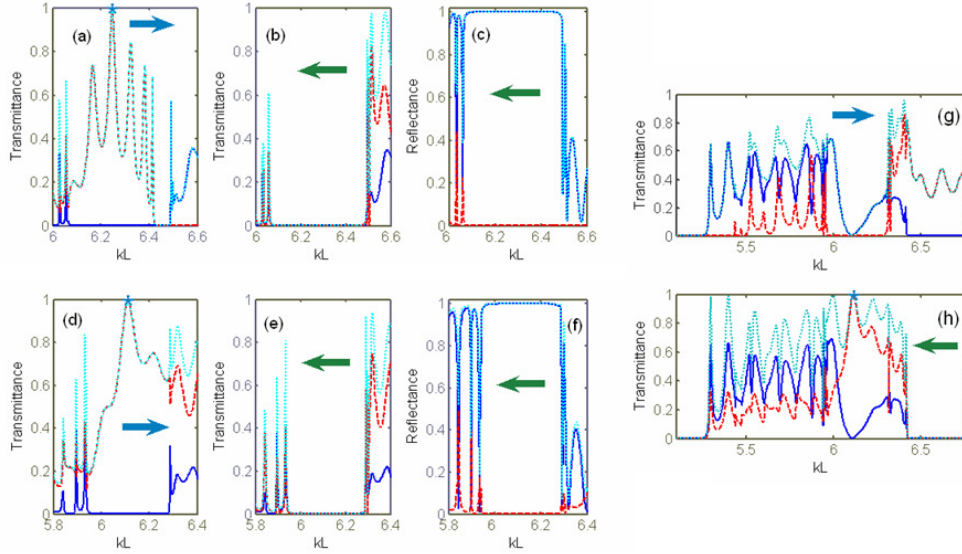 (a)
Transmittance
1
0.8
0.6
0.4
0.2
0
6 6.2 6.4 6.6
kL
(b)
Transmittance
1
0.8
0.6
0.4
0.2
0
6 6.2 6.4 6.6
kL
(c)
Reflectance
1
0.8
0.6
0.4
0.2
0
6 6.2 6.4 6.6
kL
(g)
Transmittance
1
0.8
0.6
0.4
0.2
0
5.5 6 6.5
kL
(d)
Transmittance
1
0.8
0.6
0.4
0.2
0
5.8 6 6.2 6.4
kL
(e)
Transmittance
1
0.8
0.6
0.4
0.2
0
5.8 6 6.2 6.4
kL
(f)
Reflectance
1
0.8
0.6
0.4
0.2
0
5.8 6 6.2 6.4
kL
(h)
Transmittance
1
0.8
0.6
0.4
0.2
0
5.5 6 6.5
kL